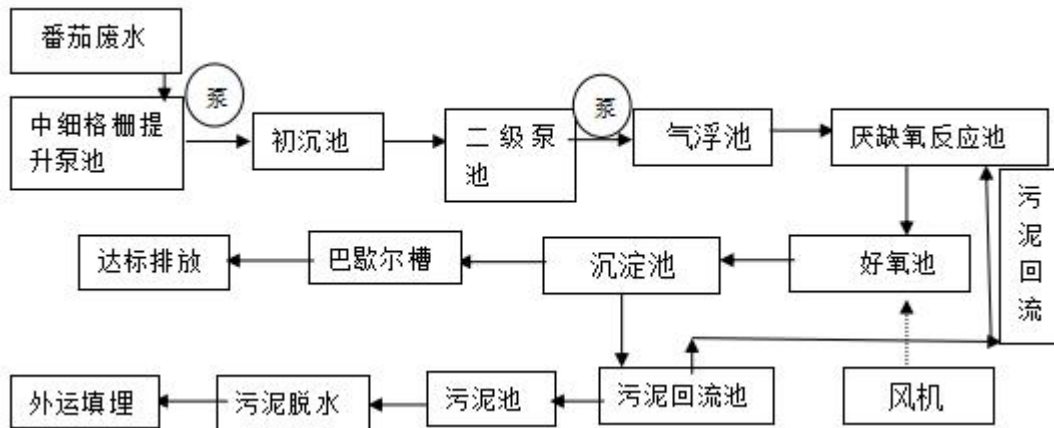 番茄废水
中细格栅提
升泵池
泵
初沉池
二级泵
池
泵
气浮池
厌缺氧反应池
污
泥
回
流
达标排放
巴歇尔槽
沉淀池
好氧池
外运填埋
污泥脱水
污泥池
污泥回流池
风机